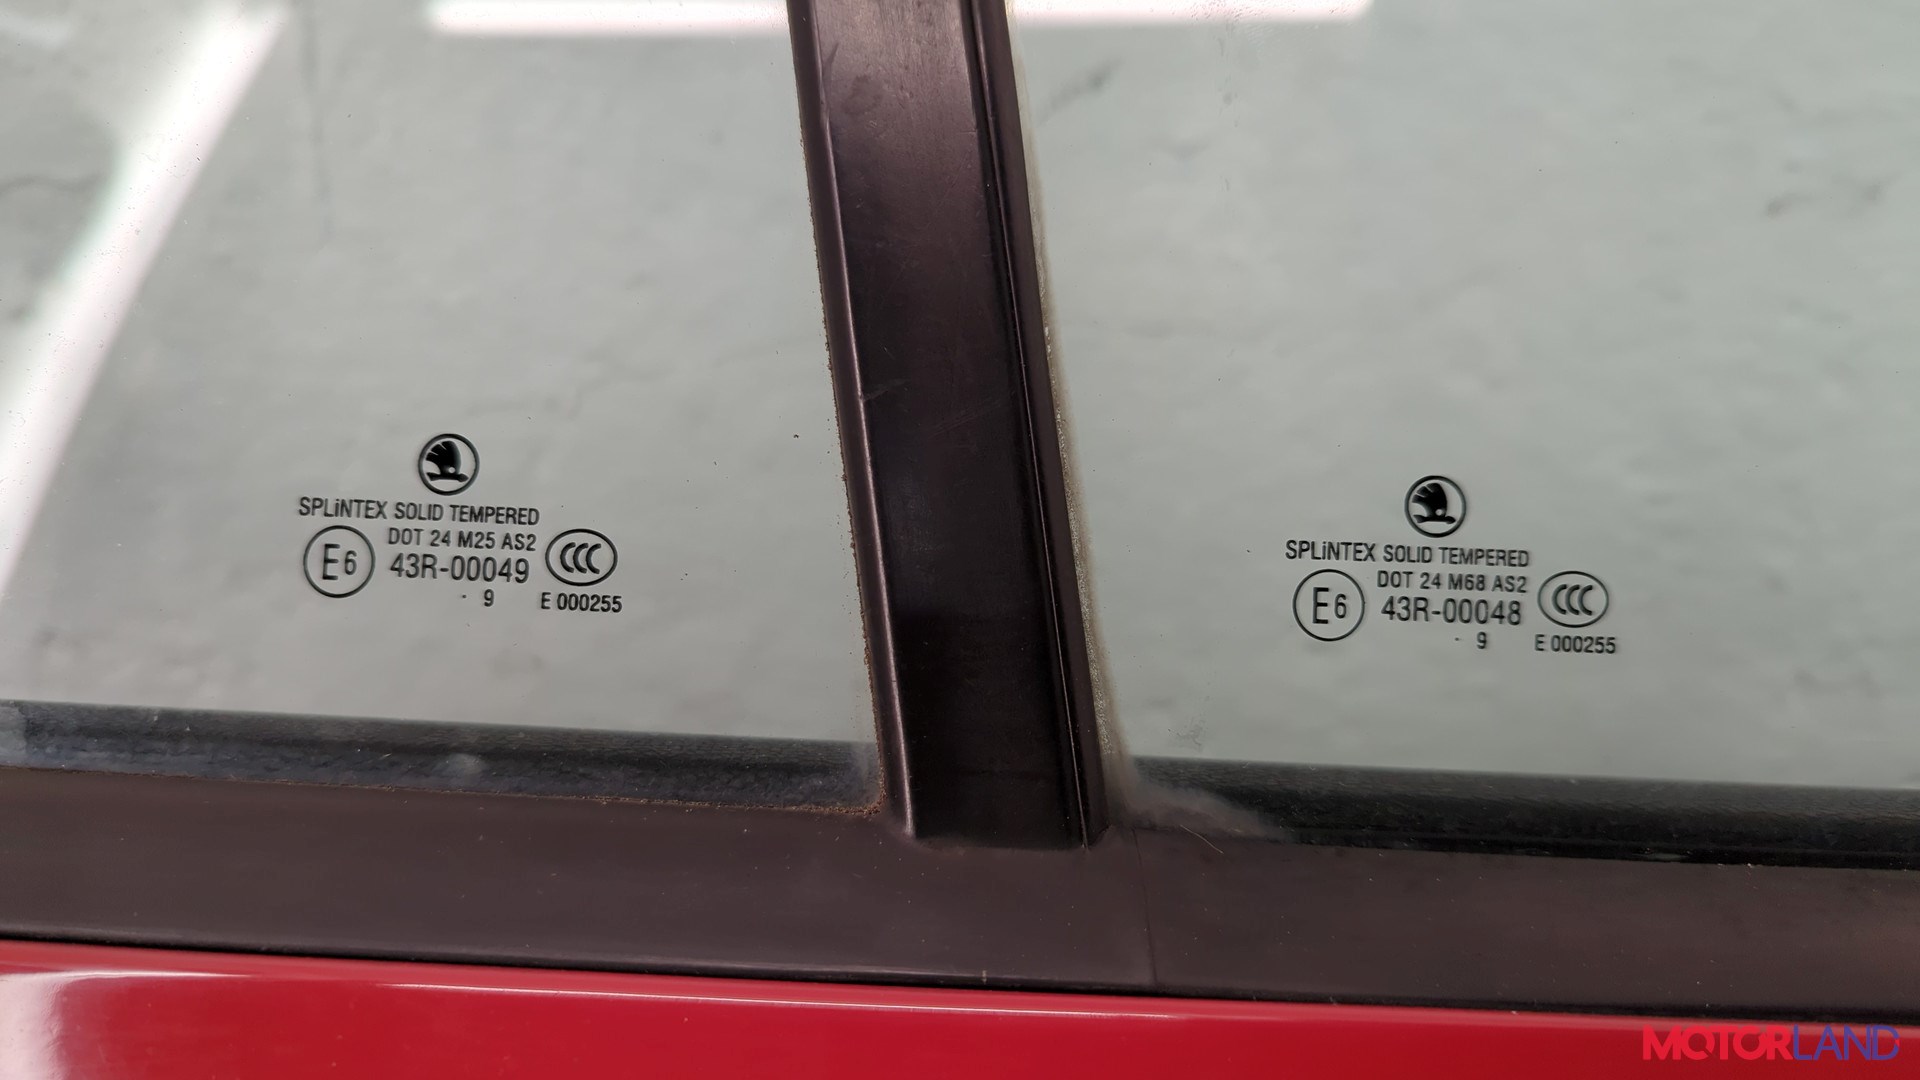 SPLiNTEX SOLID TEMPERED
DOT 24 M25 AS2
E6 43R-00049 CCC
. 9 E 000255
SPLiNTEX SOLID TEMPERED
DOT 24 M68 AS2
E6 43R-00048 CCC
. 9 E 000255
MOTORLAND